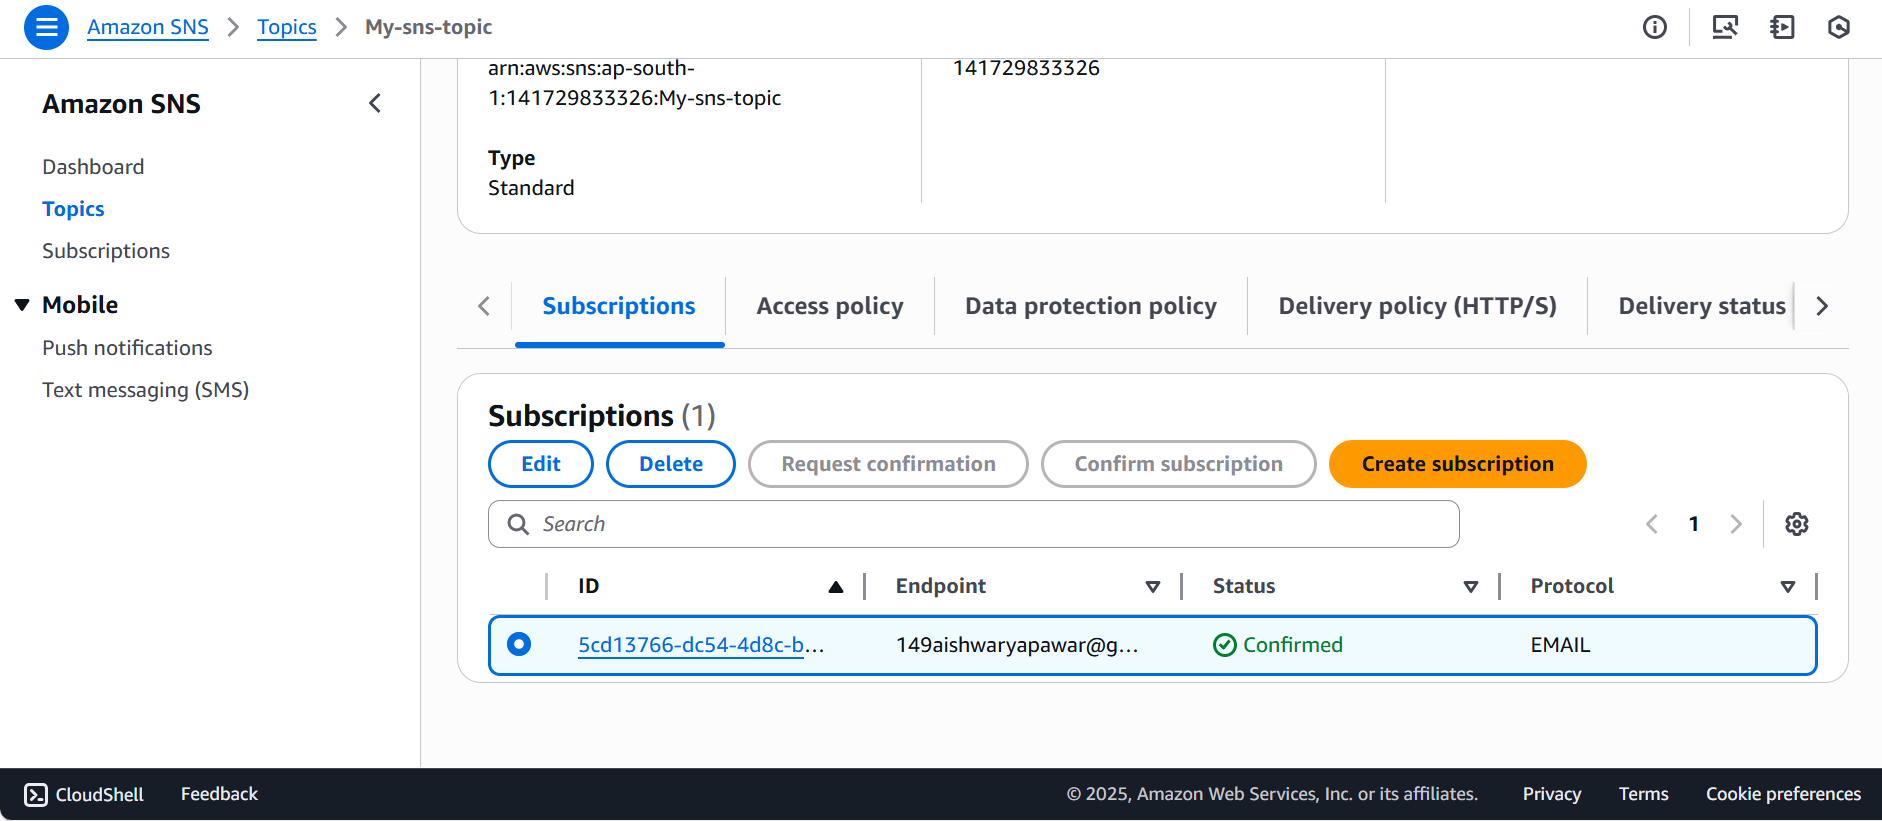 Amazon SNS > Topics > My-sns-topic
Amazon SNS
Dashboard
Topics
Subscriptions
Mobile
Push notifications
Text messaging (SMS)
arn:aws:sns:ap-south-
1:141729833326:My-sns-topic
141729833326
Type
Standard
Subscriptions Access policy Data protection policy Delivery policy (HTTP/S) Delivery status
Subscriptions (1)
Edit Delete Request confirmation Confirm subscription Create subscription
Search
1
ID Endpoint Status Protocol
5cd13766-dc54-4d8c-b... 149aishwaryapawar@g... Confirmed EMAIL
CloudShell Feedback © 2025, Amazon Web Services, Inc. or its affiliates. Privacy Terms Cookie preferences